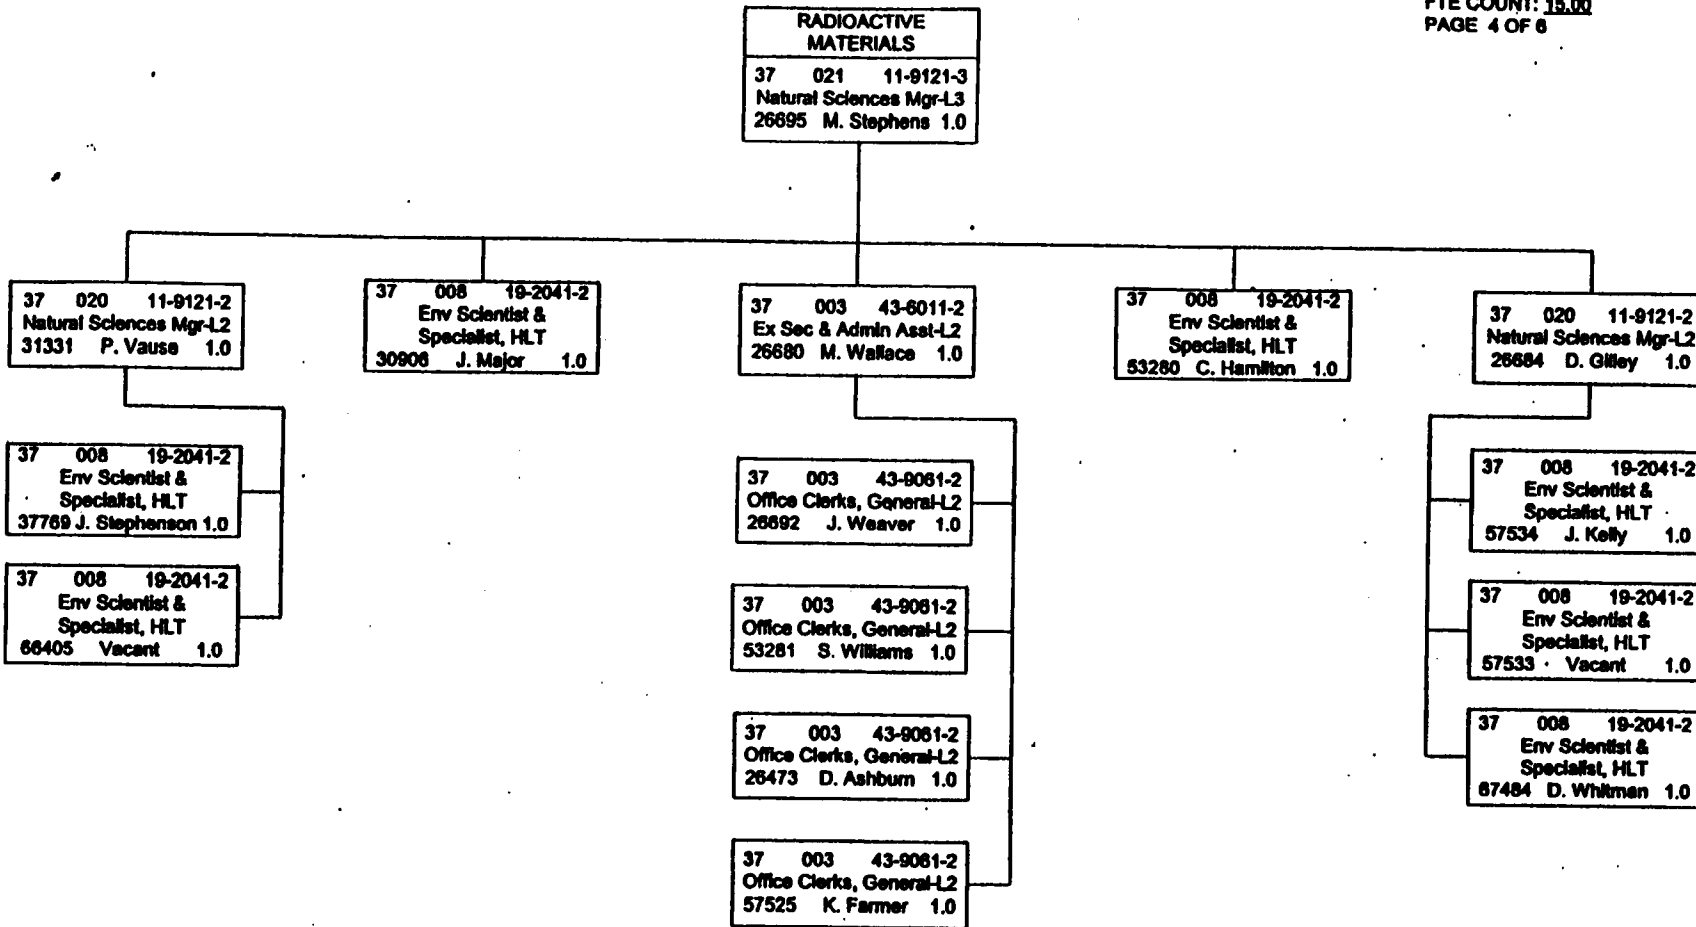 FTE COUNT: 15.00
PAGE 4 OF 6
RADIOACTIVE
MATERIALS
37 021 11-9121-3
Natural Sciences Mgr-L3
26695 M. Stephens 1.0
37 020 11-9121-2
Natural Sciences Mgr-L2
31331 P. Vause 1.0
37 008 19-2041-2
Env Scientist &
Specialist, HLT
30906 J. Major 1.0
37 003 43-6011-2
Ex Sec & Admin Asst-L2
26680 M. Wallace 1.0
37 008 19-2041-2
Env Scientist &
Specialist, HLT
53280 C. Hamilton 1.0
37 020 11-9121-2
Natural Sciences Mgr-L2
26684 D. Gilley 1.0
37 008 19-2041-2
Env Scientist &
Specialist, HLT
37769 J. Stephenson 1.0
37 008 19-2041-2
Env Scientist &
Specialist, HLT
66405 Vacant 1.0
37 003 43-9061-2
Office Clerks, General-L2
26692 J. Weaver 1.0
37 003 43-9061-2
Office Clerks, General-L2
53281 S. Williams 1.0
37 003 43-9061-2
Office Clerks, General-L2
26473 D. Ashburn 1.0
37 003 43-9061-2
Office Clerks, General-L2
57525 K. Farmer 1.0
37 008 19-2041-2
Env Scientist &
Specialist, HLT
57534 J. Kelly 1.0
37 008 19-2041-2
Env Scientist &
Specialist, HLT
57533 Vacant 1.0
37 008 19-2041-2
Env Scientist &
Specialist, HLT
67484 D. Whitman 1.0